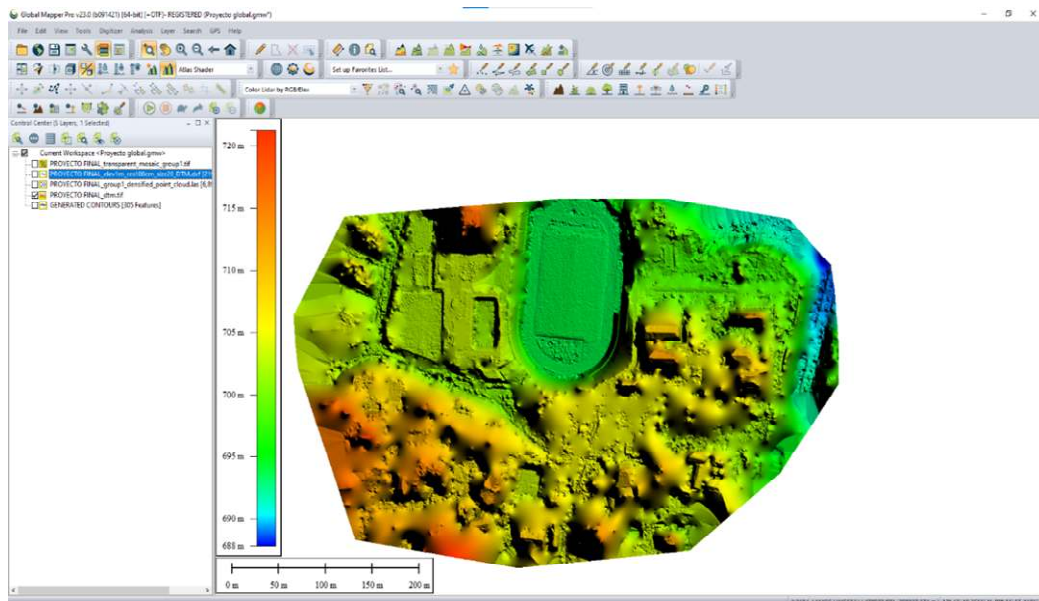 Global Mapper Pro v23.0 (b091421) [64-bit] [+OTF]- REGISTERED (Proyecto global.gmw*)
File Edit View Tools Digitizer Analysis Layer Search GPS Help
Atlas Shader
Set up Favorites List...
Color Lidar by RGB/Elev
Control Center (5 Layers, 1 Selected)
Current Workspace <Proyecto global.gmw>
PROYECTO FINAL_transparent_mosaic_group1.tif
PROYECTO FINAL_group1_densified_point_cloud.las
PROYECTO FINAL_dtm.tif
GENERATED CONTOURS [305 Features]
720 m
715 m
710 m
705 m
700 m
695 m
690 m
688 m
0 m 50 m 100 m 150 m 200 m